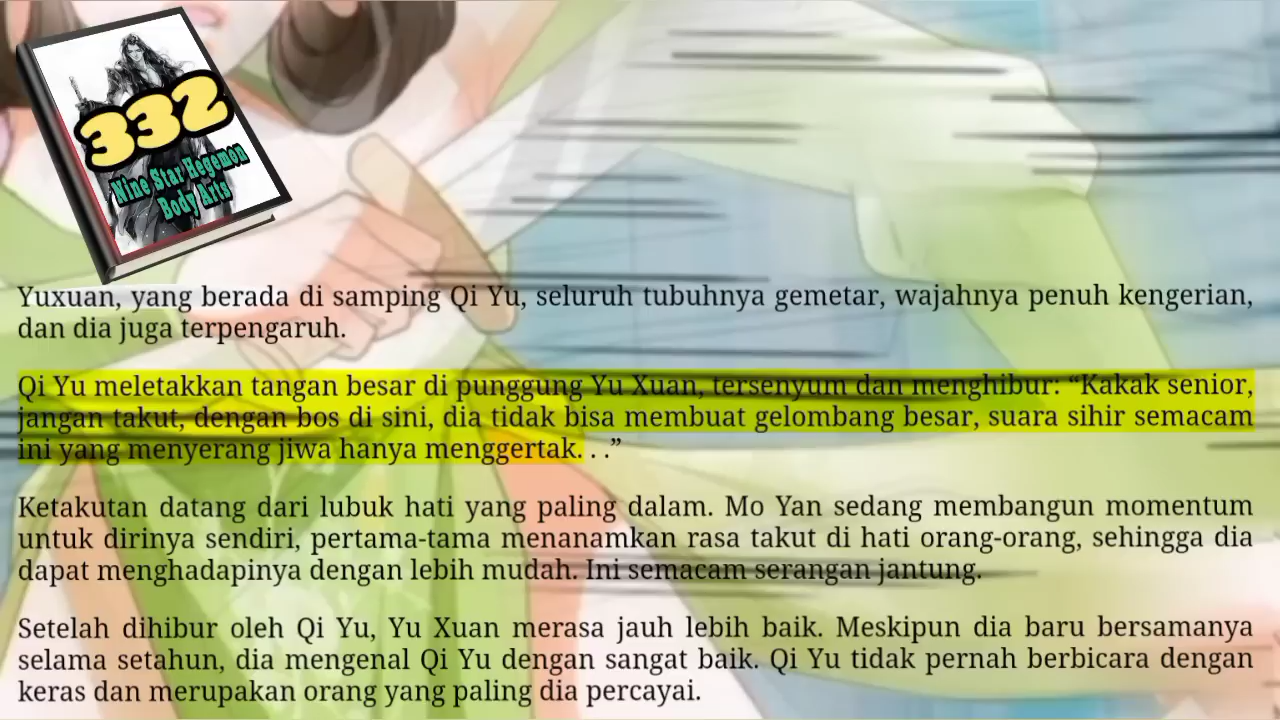 332
Nine Star Hegemon
Body Arts
Yuxuan, yang berada di samping Qi Yu, seluruh tubuhnya gemetar, wajahnya penuh kengerian,
dan dia juga terpengaruh.
Qi Yu meletakkan tangan besar di punggung Yu Xuan, tersenyum dan menghibur: “Kakak senior,
jangan takut, dengan bos di sini, dia tidak bisa membuat gelombang besar, suara sihir semacam
ini yang menyerang jiwa hanya menggertak. . .”
Ketakutan datang dari lubuk hati yang paling dalam. Mo Yan sedang membangun momentum
untuk dirinya sendiri, pertama-tama menanamkan rasa takut di hati orang-orang, sehingga dia
dapat menghadapinya dengan lebih mudah. Ini semacam serangan jantung.
Setelah dihibur oleh Qi Yu, Yu Xuan merasa jauh lebih baik. Meskipun dia baru bersamanya
selama setahun, dia mengenal Qi Yu dengan sangat baik. Qi Yu tidak pernah berbicara dengan
keras dan merupakan orang yang paling dia percayai.